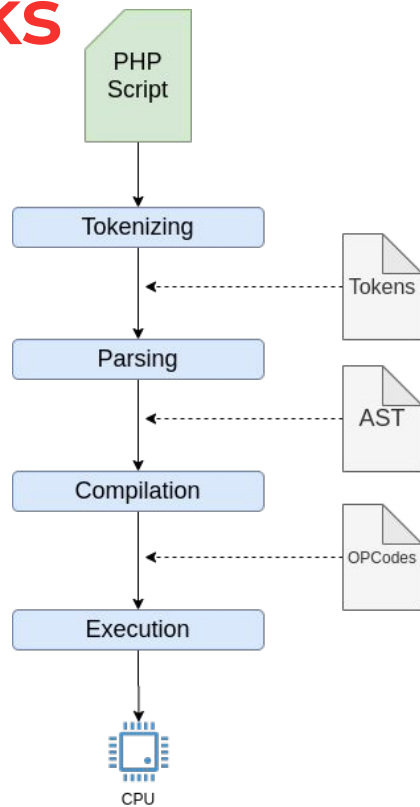 KS
PHP
Script
Tokenizing
Tokens
Parsing
AST
Compilation
OPCodes
Execution
CPU